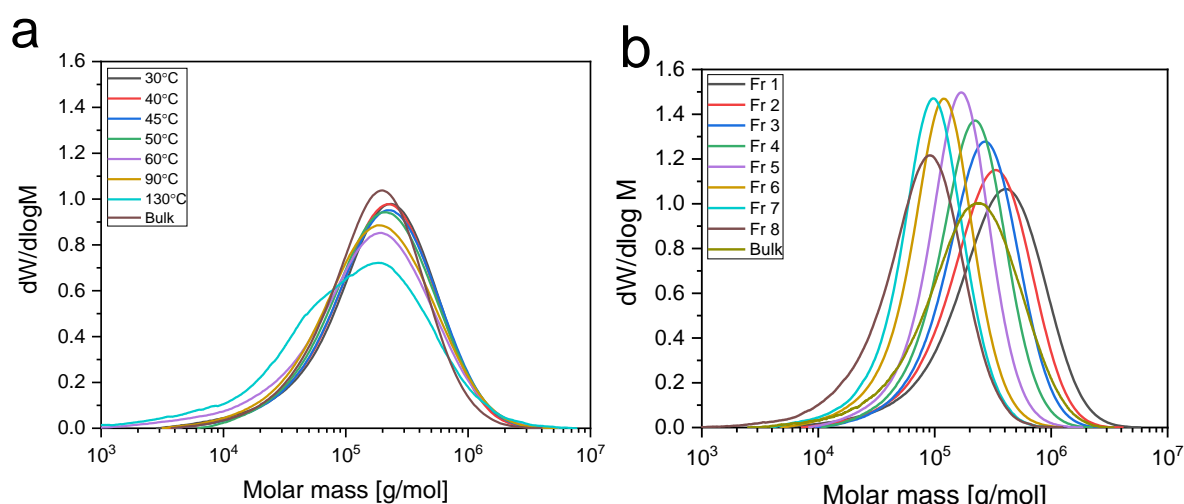 a
dW/dlogM
1.6
1.4
1.2
1.0
0.8
0.6
0.4
0.2
0.0
30°C
40°C
45°C
50°C
60°C
90°C
130°C
Bulk
10³ 10⁴ 10⁵ 10⁶ 10⁷
Molar mass [g/mol]
b
dW/dlog M
1.6
1.4
1.2
1.0
0.8
0.6
0.4
0.2
0.0
Fr 1
Fr 2
Fr 3
Fr 4
Fr 5
Fr 6
Fr 7
Fr 8
Bulk
10³ 10⁴ 10⁵ 10⁶ 10⁷
Molar mass [g/mol]